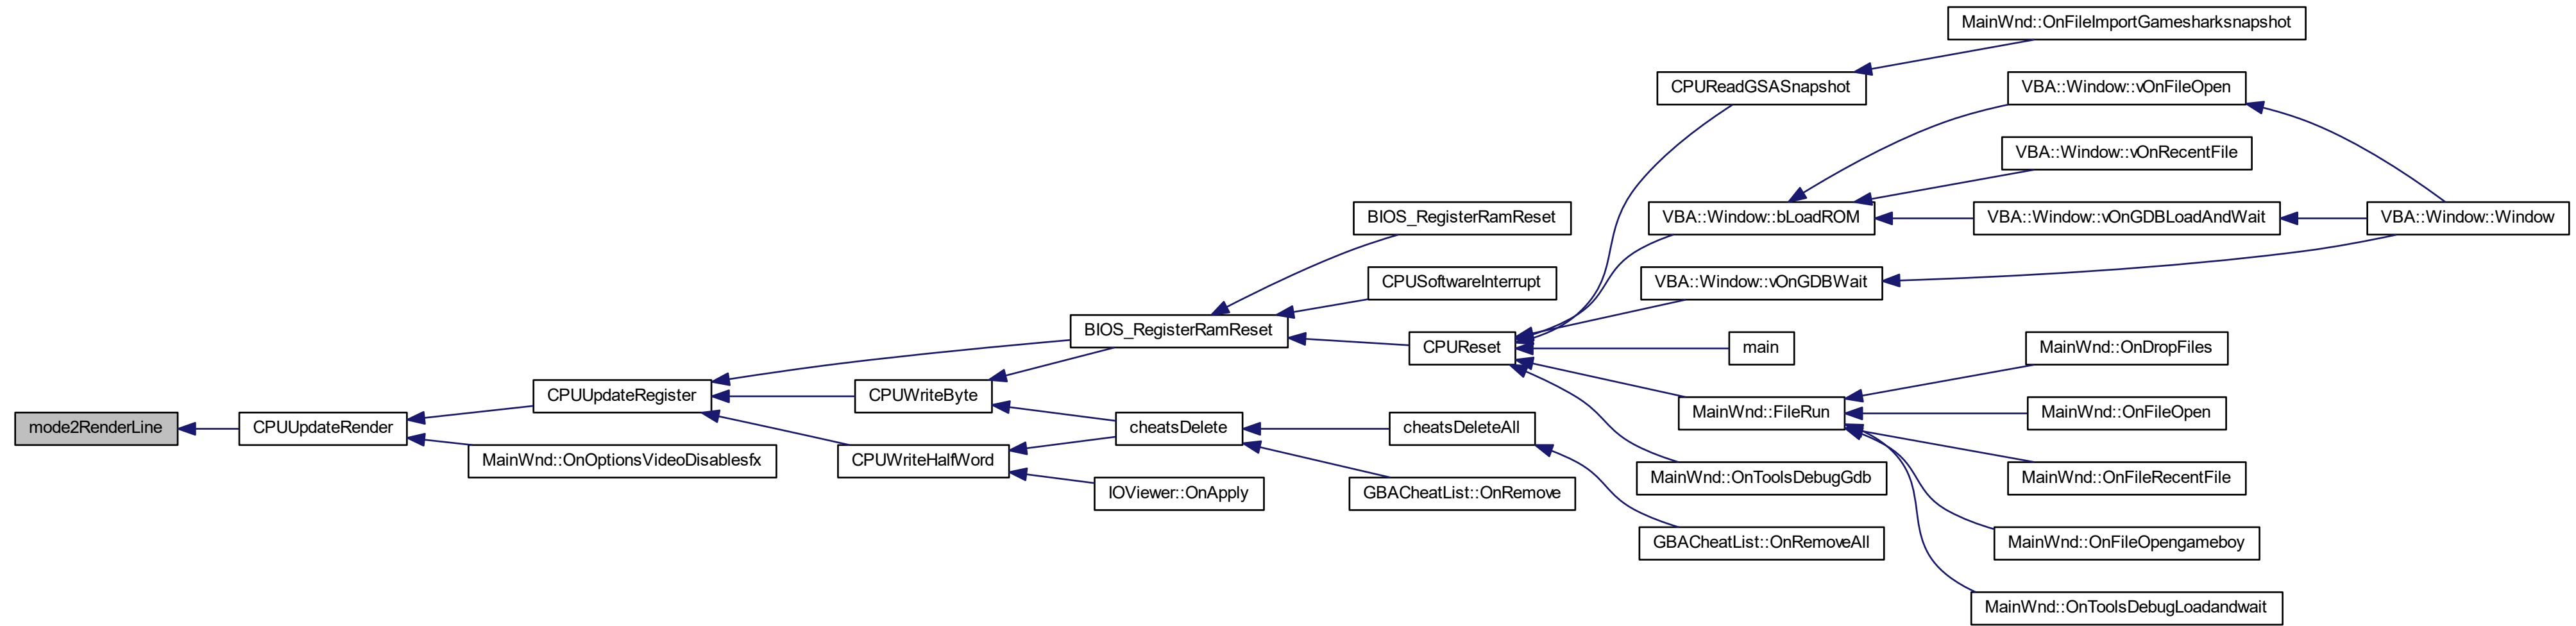 mode2RenderLine
CPUUpdateRender
CPUUpdateRegister
MainWnd::OnOptionsVideoDisablesfx
CPUWriteByte
CPUWriteHalfWord
BIOS_RegisterRamReset
cheatsDelete
IOViewer::OnApply
BIOS_RegisterRamReset
CPUSoftwareInterrupt
CPUReset
cheatsDeleteAll
GBACheatList::OnRemove
CPUReadGSASnapshot
VBA::Window::bLoadROM
VBA::Window::vOnGDBWait
main
MainWnd::FileRun
MainWnd::OnToolsDebugGdb
GBACheatList::OnRemoveAll
MainWnd::OnFileImportGamesharksnapshot
VBA::Window::vOnFileOpen
VBA::Window::vOnRecentFile
VBA::Window::vOnGDBLoadAndWait
MainWnd::OnDropFiles
MainWnd::OnFileOpen
MainWnd::OnFileRecentFile
MainWnd::OnFileOpengameboy
MainWnd::OnToolsDebugLoadandwait
VBA::Window::Window